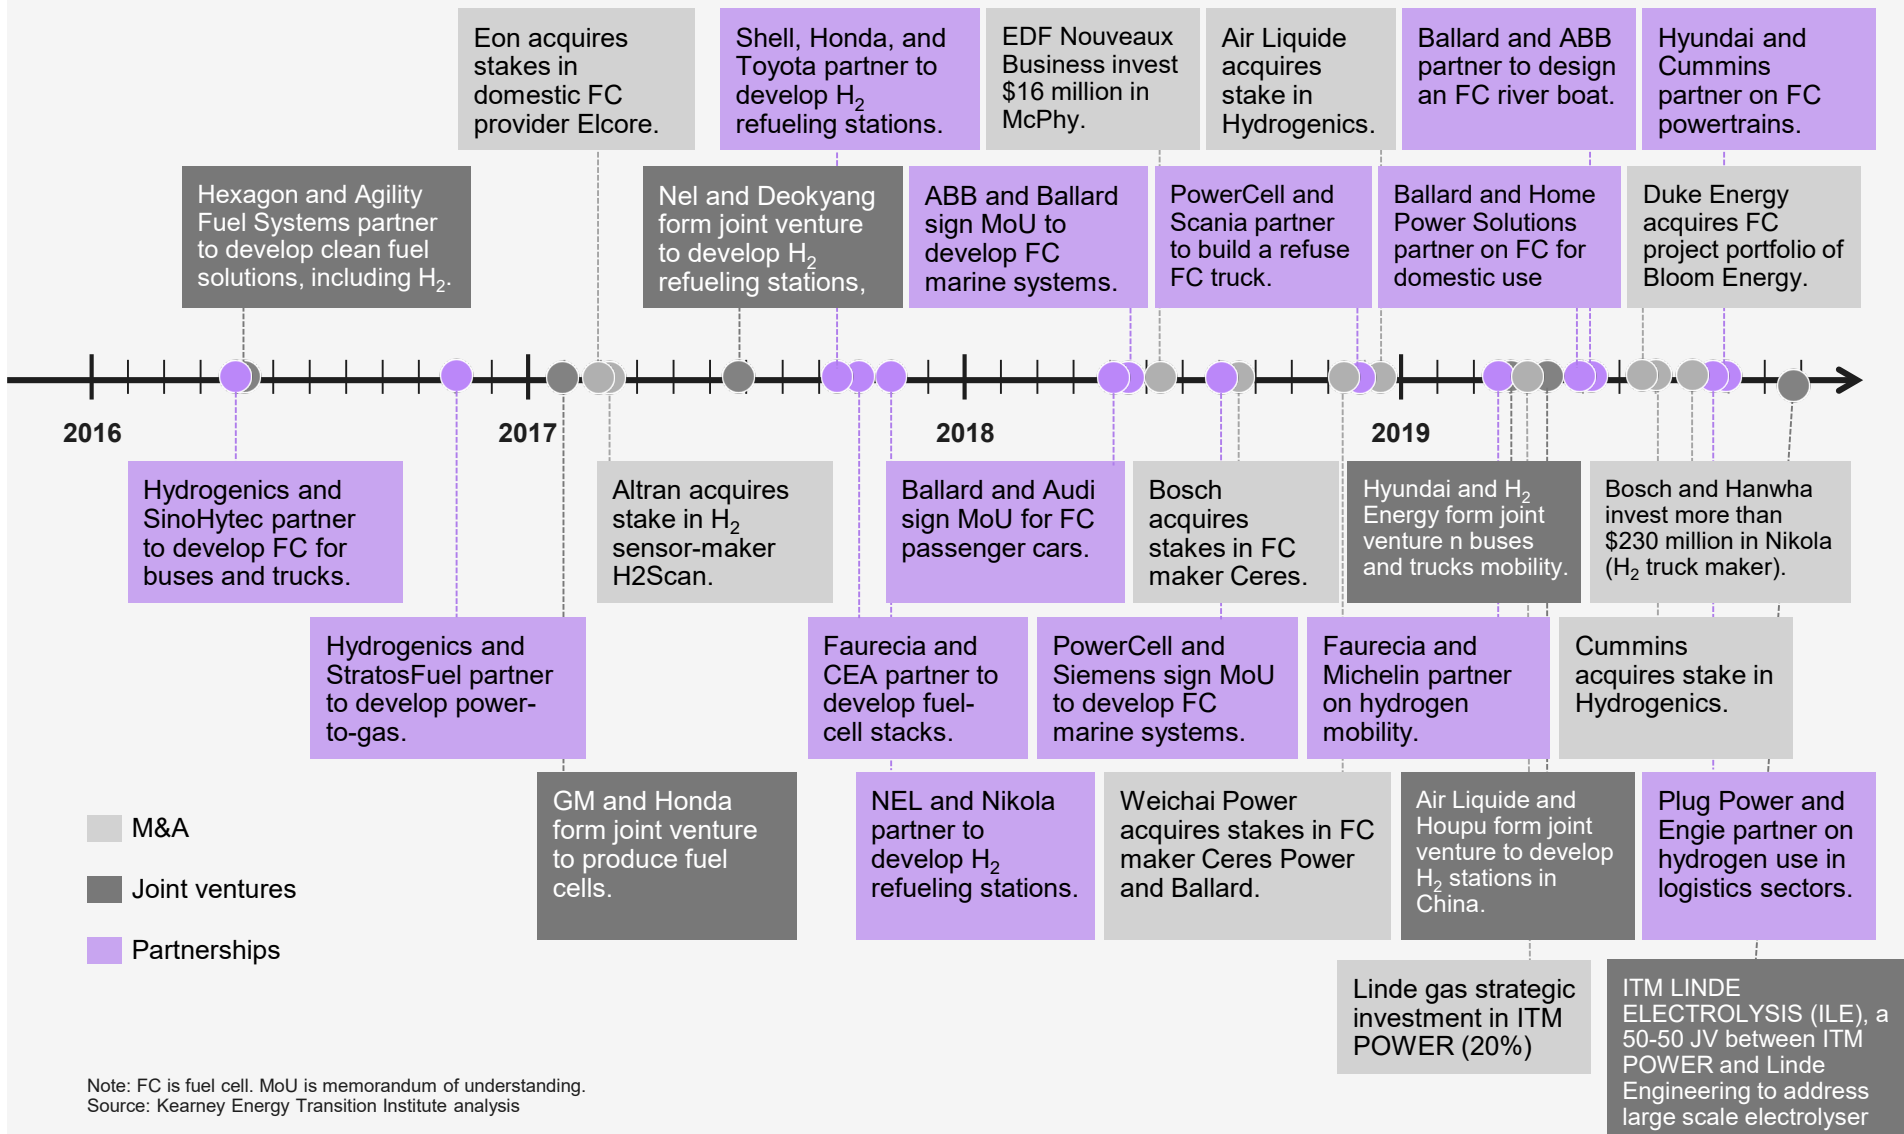 Eon acquires
stakes in
domestic FC
provider Elcore.
Shell, Honda, and
Toyota partner to
develop H2
refueling stations.
EDF Nouveaux
Business invest
$16 million in
McPhy.
Air Liquide
acquires
stake in
Hydrogenics.
Ballard and ABB
partner to design
an FC river boat.
Hyundai and
Cummins
partner on FC
powertrains.
Hexagon and Agility
Fuel Systems partner
to develop clean fuel
solutions, including H2.
Nel and Deokyang
form joint venture
to develop H2
refueling stations,
ABB and Ballard
sign MoU to
develop FC
marine systems.
PowerCell and
Scania partner
to build a refuse
FC truck.
Ballard and Home
Power Solutions
partner on FC for
domestic use
Duke Energy
acquires FC
project portfolio of
Bloom Energy.
2016
2017
2018
2019
Hydrogenics and
SinoHytec partner
to develop FC for
buses and trucks.
Altran acquires
stake in H2
sensor-maker
H2Scan.
Ballard and Audi
sign MoU for FC
passenger cars.
Bosch
acquires
stakes in FC
maker Ceres.
Hyundai and H2
Energy form joint
venture n buses
and trucks mobility.
Bosch and Hanwha
invest more than
$230 million in Nikola
(H2 truck maker).
Hydrogenics and
StratosFuel partner
to develop power-
to-gas.
Faurecia and
CEA partner to
develop fuel-
cell stacks.
PowerCell and
Siemens sign MoU
to develop FC
marine systems.
Faurecia and
Michelin partner
on hydrogen
mobility.
Cummins
acquires stake in
Hydrogenics.
GM and Honda
form joint venture
to produce fuel
cells.
NEL and Nikola
partner to
develop H2
refueling stations.
Weichai Power
acquires stakes in FC
maker Ceres Power
and Ballard.
Air Liquide and
Houpu form joint
venture to develop
H2 stations in
China.
Plug Power and
Engie partner on
hydrogen use in
logistics sectors.
M&A
Joint ventures
Partnerships
Linde gas strategic
investment in ITM
POWER (20%)
ITM LINDE
ELECTROLYSIS (ILE), a
50-50 JV between ITM
POWER and Linde
Engineering to address
large scale electrolyser
Note: FC is fuel cell. MoU is memorandum of understanding.
Source: Kearney Energy Transition Institute analysis